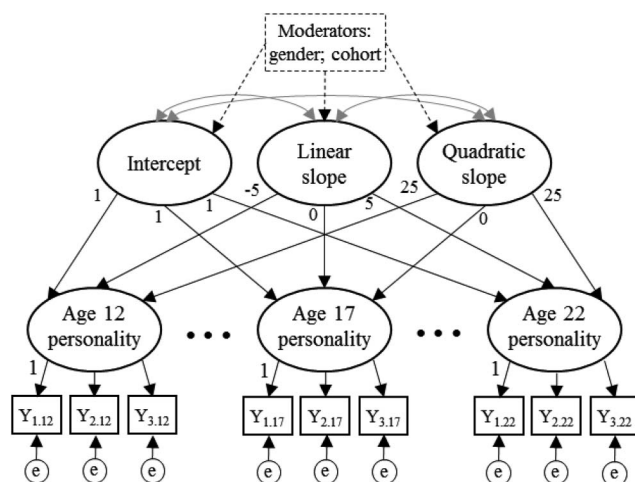 Moderators:
gender; cohort
Intercept
Linear
slope
Quadratic
slope
1
1
1
-5
0
5
25
0
25
Age 12
personality
• • •
Age 17
personality
• • •
Age 22
personality
1
1
1
Y1.12
Y2.12
Y3.12
Y1.17
Y2.17
Y3.17
Y1.22
Y2.22
Y3.22
e
e
e
e
e
e
e
e
e